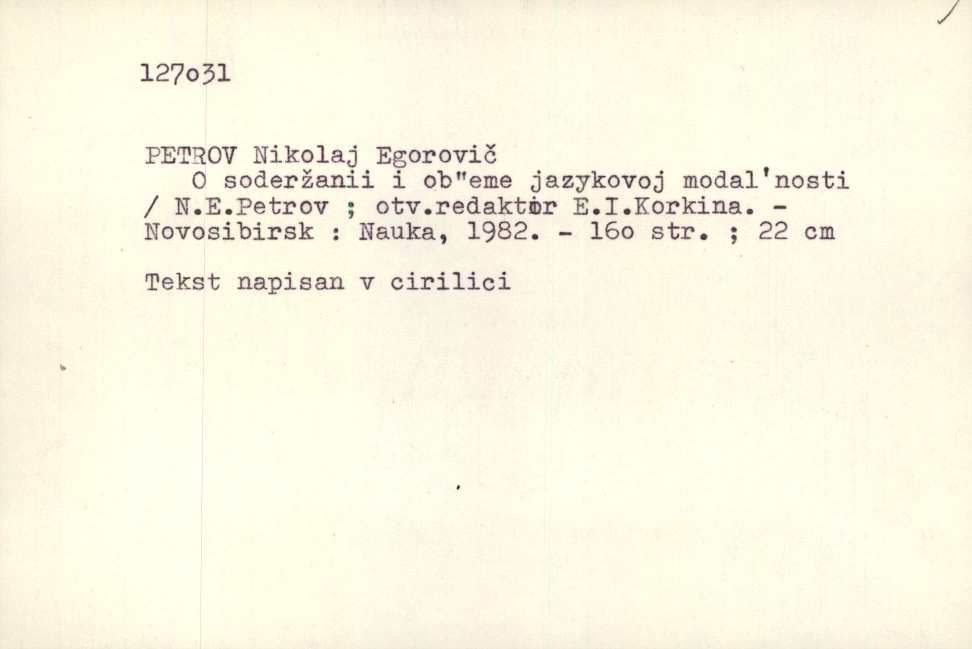 127o31
PETROV Nikolaj Egorovič
O soderžanii i ob"eme jazykovoj modal'nosti
/ N.E.Petrov ; otv.redaktor E.I.Korkina. -
Novosibirsk : Nauka, 1982. - 16o str. ; 22 cm
Tekst napisan v cirilici